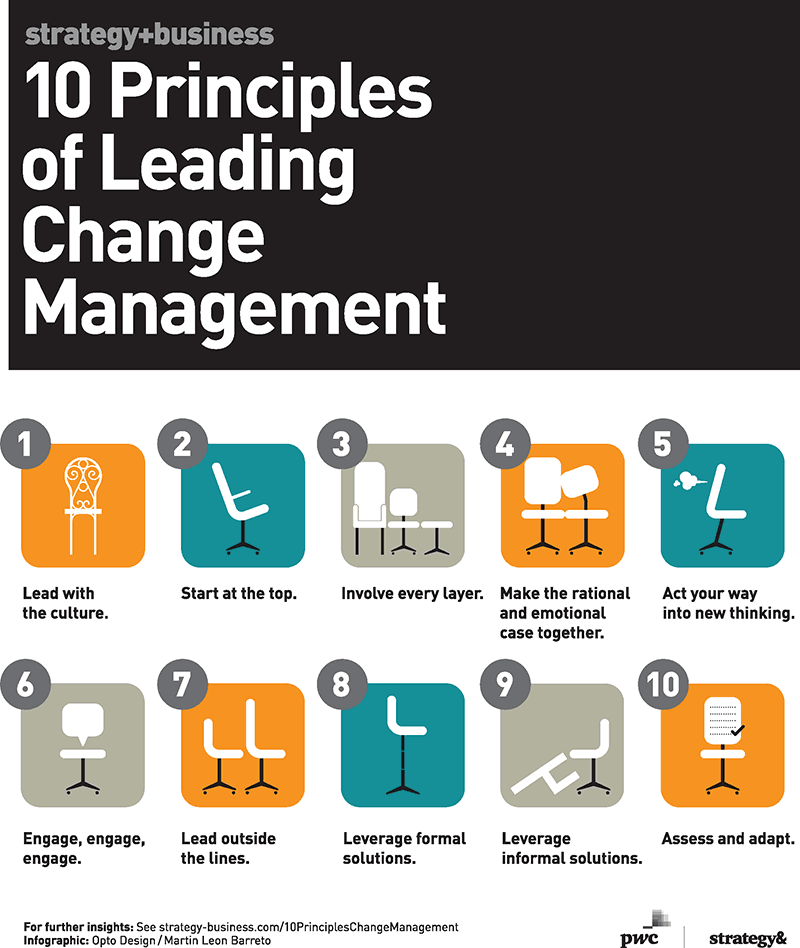 strategy+business
10 Principles
of Leading
Change
Management
1
2
3
4
5
Lead with
the culture.
Start at the top.
Involve every layer.
Make the rational
and emotional
case together.
Act your way
into new thinking.
6
7
8
9
10
Engage, engage,
engage.
Lead outside
the lines.
Leverage formal
solutions.
Leverage
informal solutions.
Assess and adapt.
For further insights: See strategy-business.com/10PrinciplesChangeManagement
Infographic: Opto Design / Martin Leon Barreto
pwc
strategy&